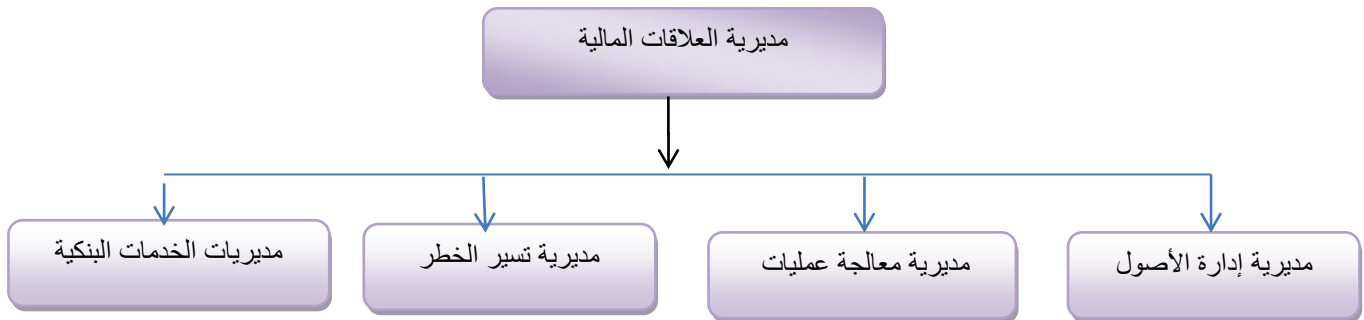 مديرية العلاقات المالية
مديرية إدارة الأصول
مديرية معالجة عمليات
مديرية تسير الخطر
مديريات الخدمات البنكية